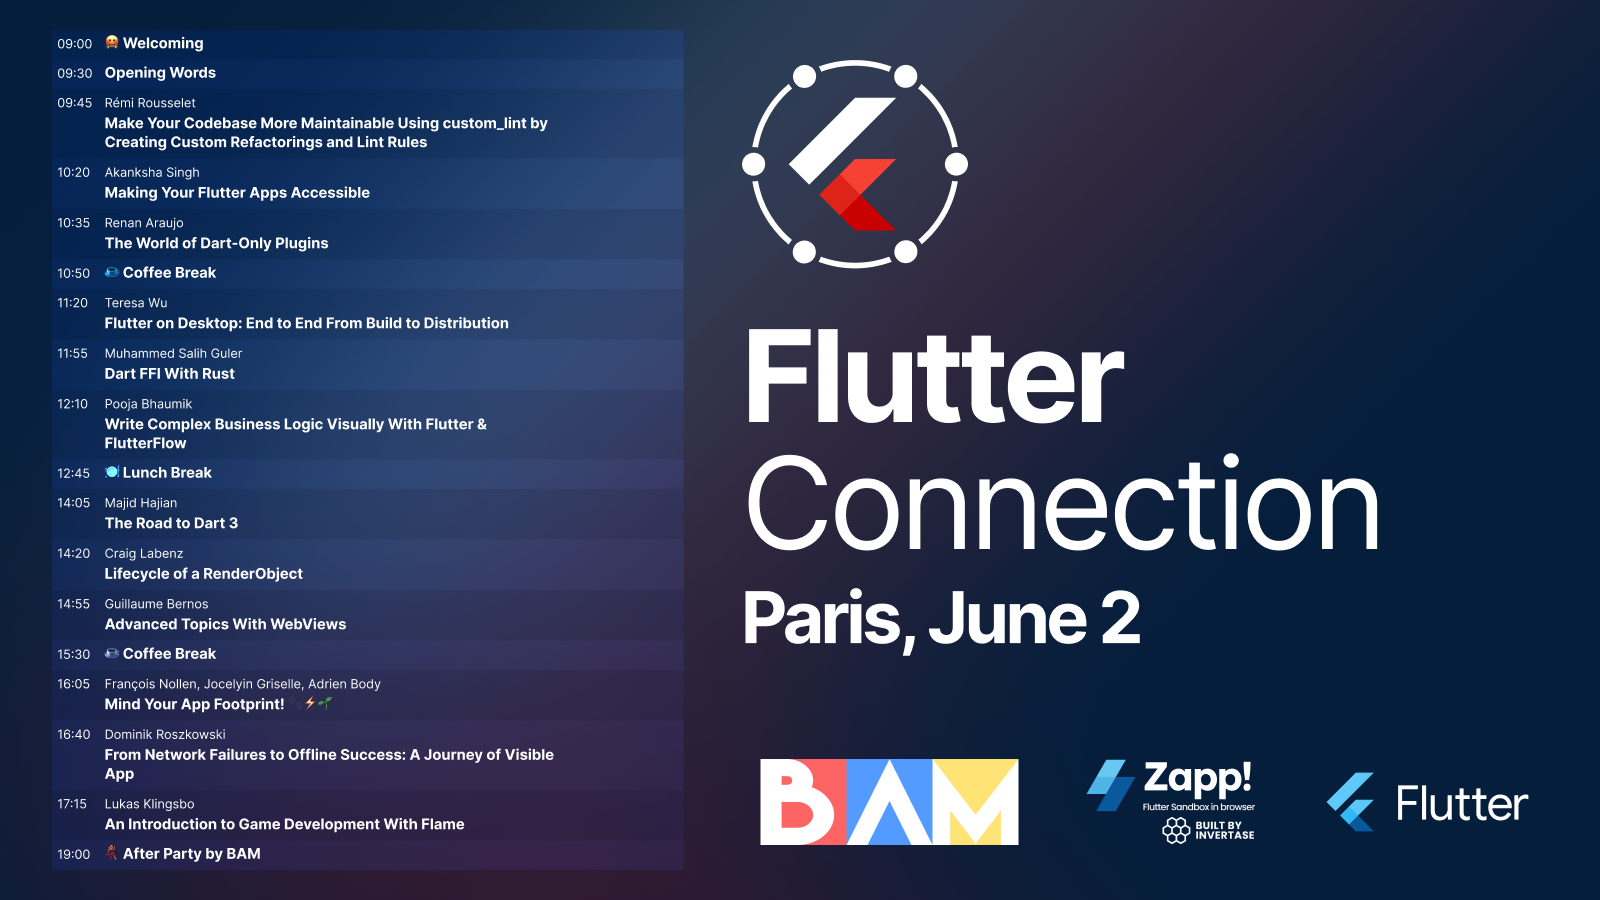 09:00 Welcoming
09:30 Opening Words
09:45 Rémi Rousselet
Make Your Codebase More Maintainable Using custom_lint by
Creating Custom Refactorings and Lint Rules
10:20 Akanksha Singh
Making Your Flutter Apps Accessible
10:35 Renan Araujo
The World of Dart-Only Plugins
10:50 Coffee Break
11:20 Teresa Wu
Flutter on Desktop: End to End From Build to Distribution
11:55 Muhammed Salih Guler
Dart FFI With Rust
12:10 Pooja Bhaumik
Write Complex Business Logic Visually With Flutter &
FlutterFlow
12:45 Lunch Break
14:05 Majid Hajian
The Road to Dart 3
14:20 Craig Labenz
Lifecycle of a RenderObject
14:55 Guillaume Bernos
Advanced Topics With WebViews
15:30 Coffee Break
16:05 François Nollen, Jocelyin Griselle, Adrien Body
Mind Your App Footprint!
16:40 Dominik Roszkowski
From Network Failures to Offline Success: A Journey of Visible
App
17:15 Lukas Klingsbo
An Introduction to Game Development With Flame
19:00 After Party by BAM
Flutter
Connection
Paris, June 2
BAM
Zapp!
Flutter Sandbox in browser
BUILT BY
INVERTASE
Flutter